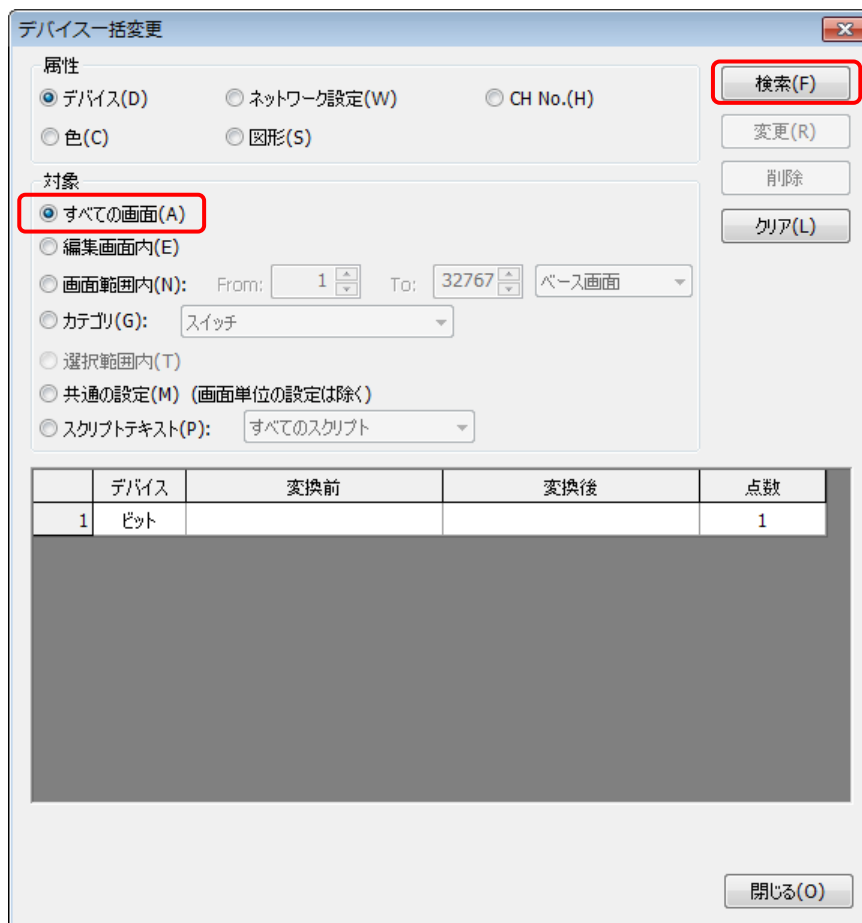 デバイス一括変更
属性
デバイス(D) ネットワーク設定(W) CH No.(H)
色(C) 図形(S)
検索(F)
変更(R)
削除
クリア(L)
対象
すべての画面(A)
編集画面内(E)
画面範囲内(N): From: 1 To: 32767 ベース画面
カテゴリ(G): スイッチ
選択範囲内(T)
共通の設定(M) (画面単位の設定は除く)
スクリプトテキスト(P): すべてのスクリプト
デバイス 変換前 変換後 点数
1 ビット 1
閉じる(O)